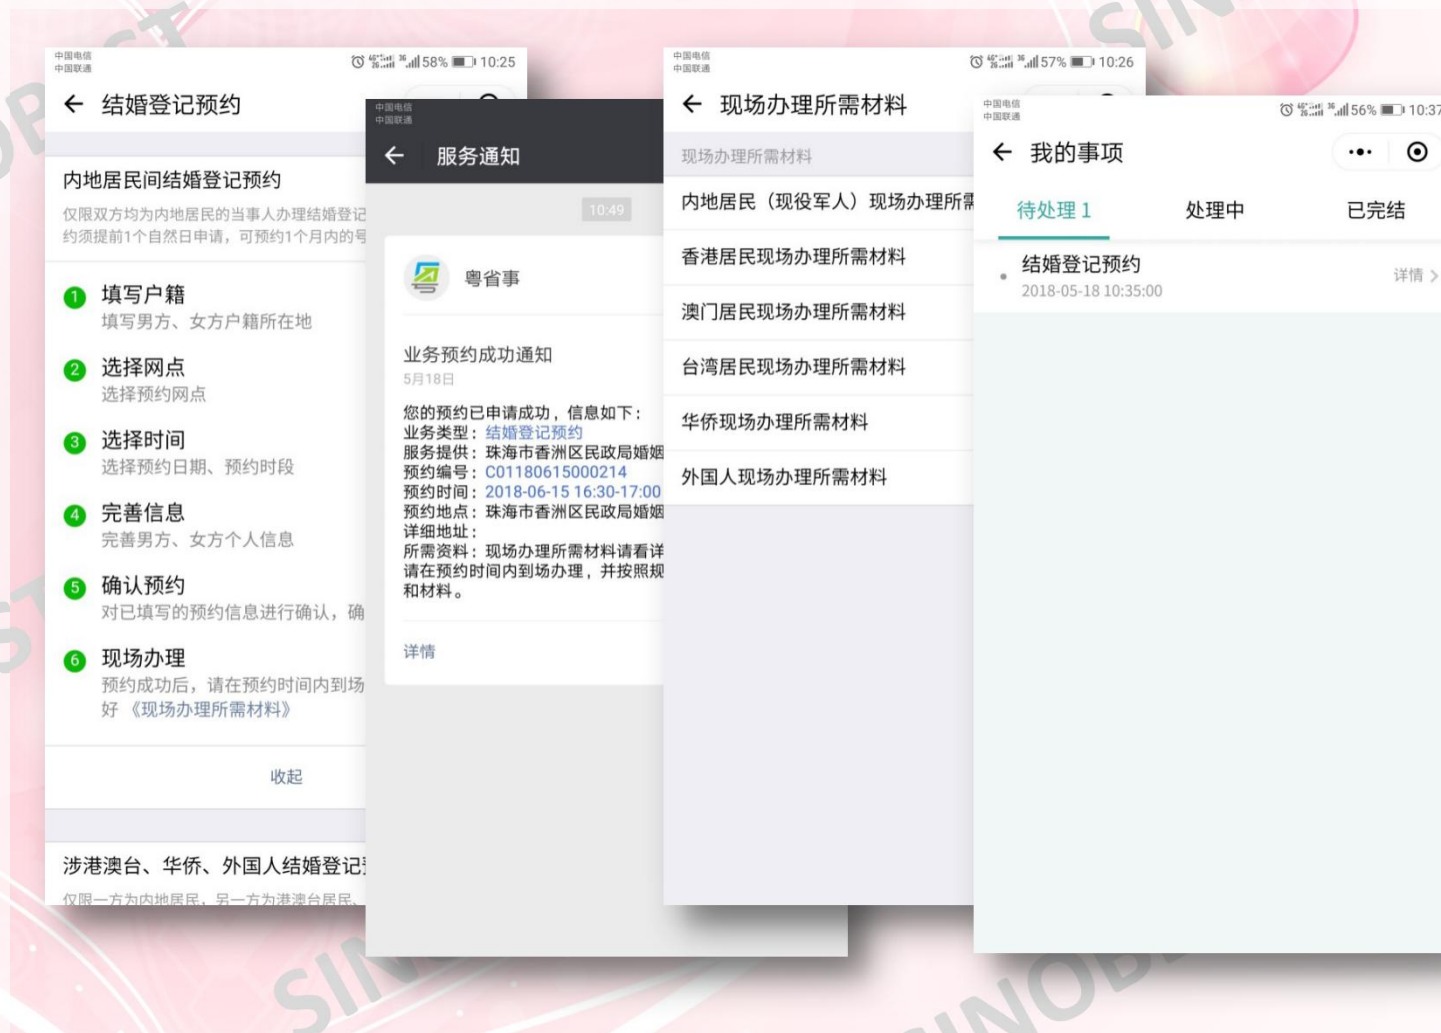 中国电信
中国联通
58% 10:25
结婚登记预约
内地居民间结婚登记预约
仅限双方均为内地居民的当事人办理结婚登记
约须提前1个自然日申请，可预约1个月内的号
1 填写户籍
填写男方、女方户籍所在地
2 选择网点
选择预约网点
3 选择时间
选择预约日期、预约时段
4 完善信息
完善男方、女方个人信息
5 确认预约
对已填写的预约信息进行确认，确
6 现场办理
预约成功后，请在预约时间内到场
好 《现场办理所需材料》
收起
涉港澳台、华侨、外国人结婚登记
仅限一方为内地居民，另一方为港澳台居民、
中国电信
中国联通
服务通知
10:49
粤省事
业务预约成功通知
5月18日
您的预约已申请成功，信息如下：
业务类型：结婚登记预约
服务提供：珠海市香洲区民政局婚姻
预约编号：C01180615000214
预约时间：2018-06-15 16:30-17:00
预约地点：珠海市香洲区民政局婚姻
详细地址：
所需资料：现场办理所需材料请看详
请在预约时间内到场办理，并按照规
和材料。
详情
中国电信
中国联通
57% 10:26
现场办理所需材料
现场办理所需材料
内地居民（现役军人）现场办理所需
香港居民现场办理所需材料
澳门居民现场办理所需材料
台湾居民现场办理所需材料
华侨现场办理所需材料
外国人现场办理所需材料
中国电信
中国联通
56% 10:37
我的事项
待处理 1 处理中 已完结
结婚登记预约
2018-05-18 10:35:00
详情